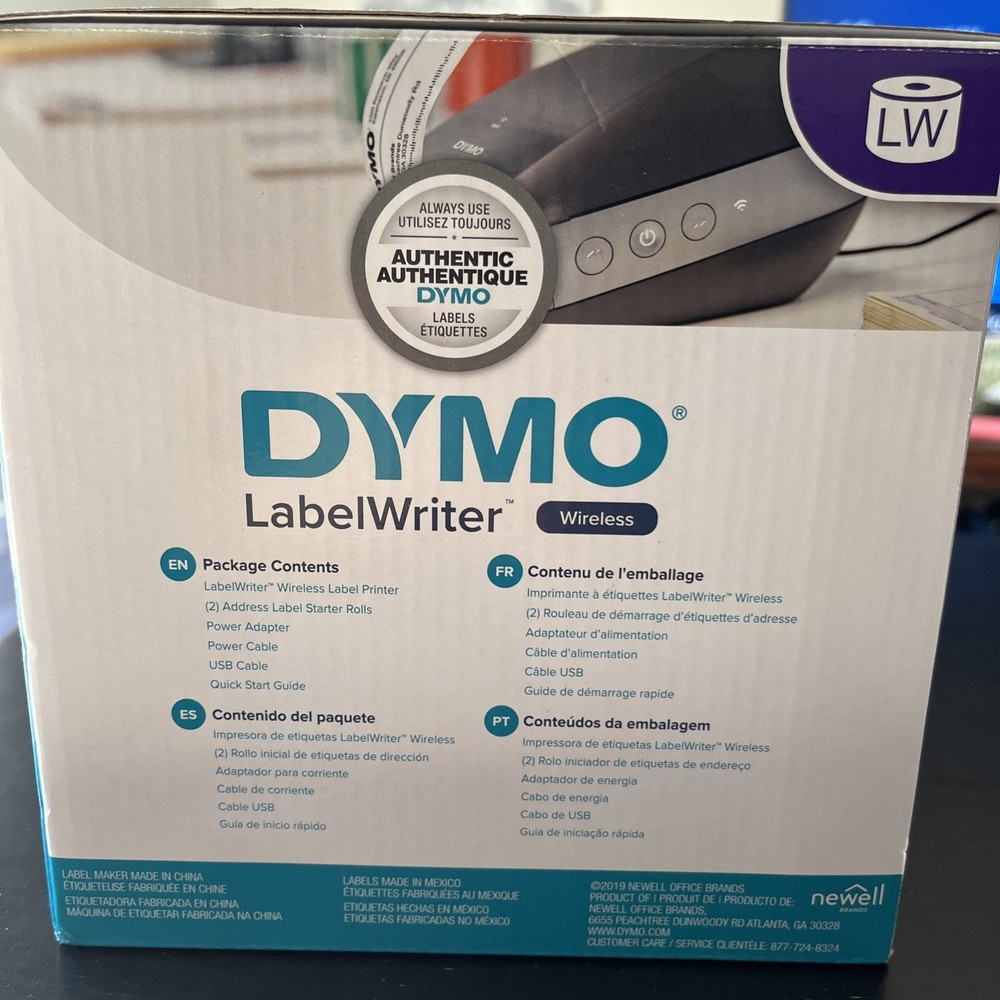 DYMO
LW
ALWAYS USE
UTILISEZ TOUJOURS
AUTHENTIC
AUTHENTIQUE
DYMO
LABELS
ÉTIQUETTES
DYMO®
LabelWriter™ Wireless
EN Package Contents
LabelWriter™ Wireless Label Printer
(2) Address Label Starter Rolls
Power Adapter
Power Cable
USB Cable
Quick Start Guide
FR Contenu de l'emballage
Imprimante à étiquettes LabelWriter™ Wireless
(2) Rouleau de démarrage d'étiquettes d'adresse
Adaptateur d'alimentation
Câble d'alimentation
Câble USB
Guide de démarrage rapide
ES Contenido del paquete
Impresora de etiquetas LabelWriter™ Wireless
(2) Rollo inicial de etiquetas de dirección
Adaptador para corriente
Cable de corriente
Cable USB
Guía de inicio rápido
PT Conteúdos da embalagem
Impressora de etiquetas LabelWriter™ Wireless
(2) Rolo iniciador de etiquetas de endereço
Adaptador de energia
Cabo de energia
Cabo de USB
Guia de iniciação rápida
LABEL MAKER MADE IN CHINA
ÉTIQUETEUSE FABRIQUÉE EN CHINE
ETIQUETADORA FABRICADA EN CHINA
MÁQUINA DE ETIQUETAR FABRICADA NA CHINA
LABELS MADE IN MEXICO
ÉTIQUETTES FABRIQUÉES AU MEXIQUE
ETIQUETAS HECHAS EN MÉXICO
ETIQUETAS FABRICADAS NO MÉXICO
©2019 NEWELL OFFICE BRANDS
PRODUCT OF | PRODUIT DE | PRODUCTO DE:
NEWELL OFFICE BRANDS,
6655 PEACHTREE DUNWOODY RD ATLANTA, GA 30328
WWW.DYMO.COM
CUSTOMER CARE / SERVICE CLIENTÈLE: 877-724-8324
newell
BRANDS